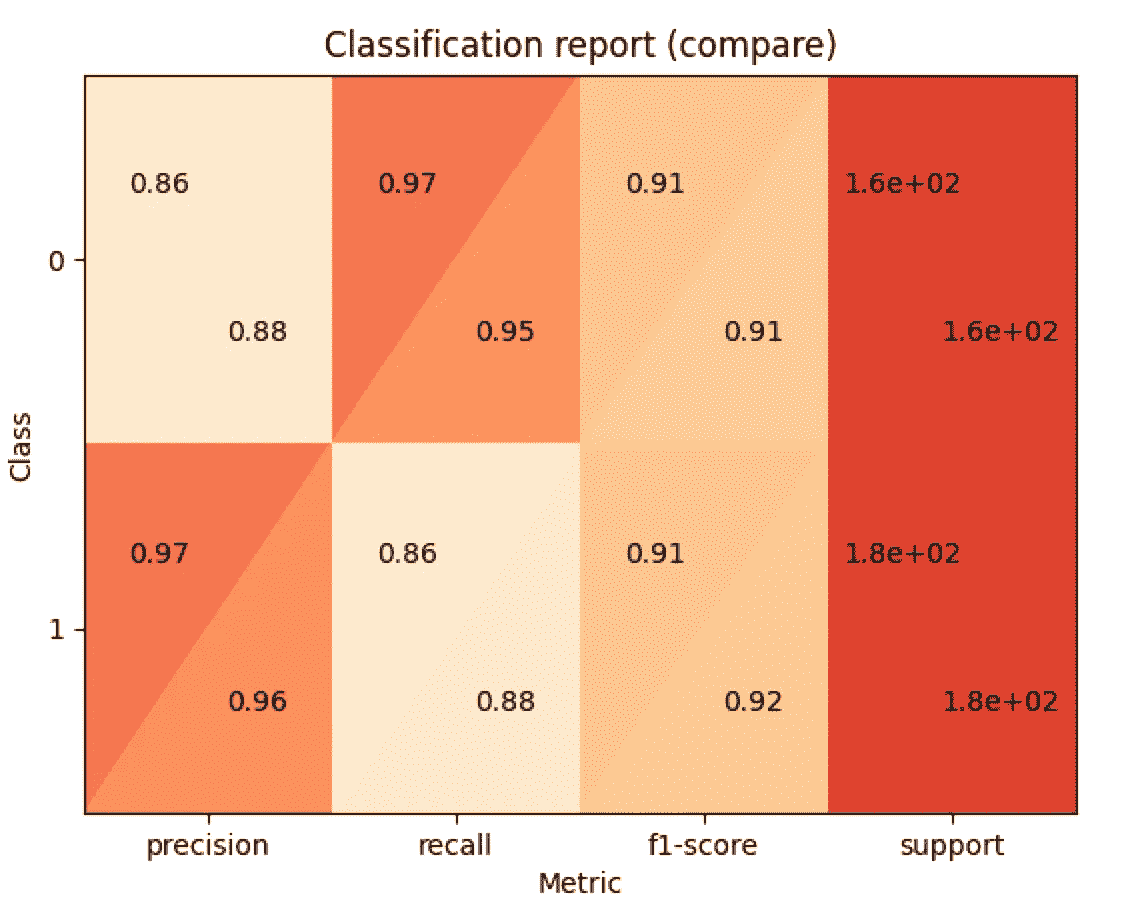 Classification report (compare)
0.86 0.97 0.91 1.6e+02
0
0.88 0.95 0.91 1.6e+02
Class
0.97 0.86 0.91 1.8e+02
1
0.96 0.88 0.92 1.8e+02
precision recall f1-score support
Metric